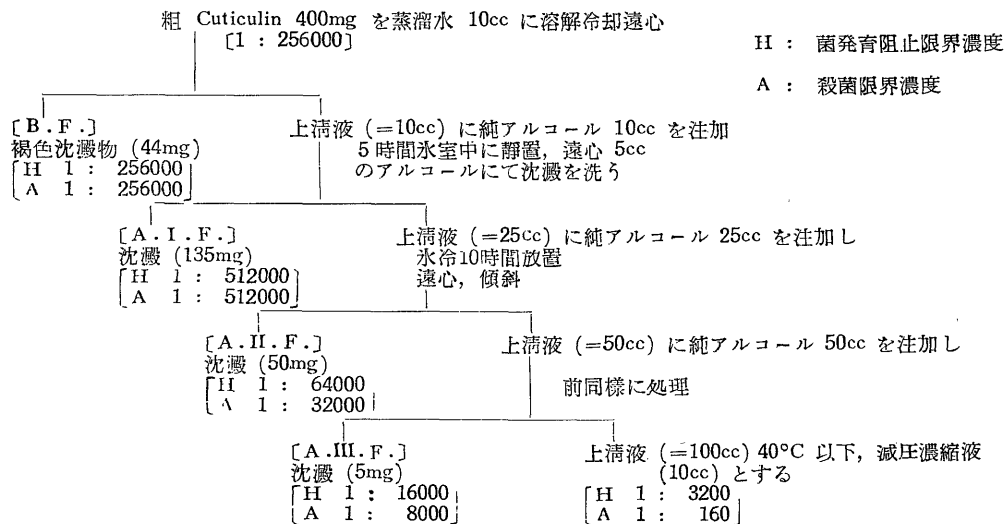 粗 Cuticulin 400mg を蒸溜水 10cc に溶解冷却遠心
[1 : 256000]
H : 菌発育阻止限界濃度
A : 殺菌限界濃度
[B.F.]
褐色沈澱物 (44mg)
[H 1 : 256000]
[A 1 : 256000]
上淸液 (=10cc) に純アルコール 10cc を注加
5時間氷室中に靜置，遠心 5cc
のアルコールにて沈澱を洗う
[A.I.F.]
沈澱 (135mg)
[H 1 : 512000]
[A 1 : 512000]
上淸液 (=25cc) に純アルコール 25cc を注加し
氷冷10時間放置
遠心，傾斜
[A.II.F.]
沈澱 (50mg)
[H 1 : 64000]
[A 1 : 32000]
上淸液 (=50cc) に純アルコール 50cc を注加し
前同様に処理
[A.III.F.]
沈澱 (5mg)
[H 1 : 16000]
[A 1 : 8000]
上淸液 (=100cc) 40°C 以下，減圧濃縮液
(10cc) とする
[H 1 : 3200]
[A 1 : 160]